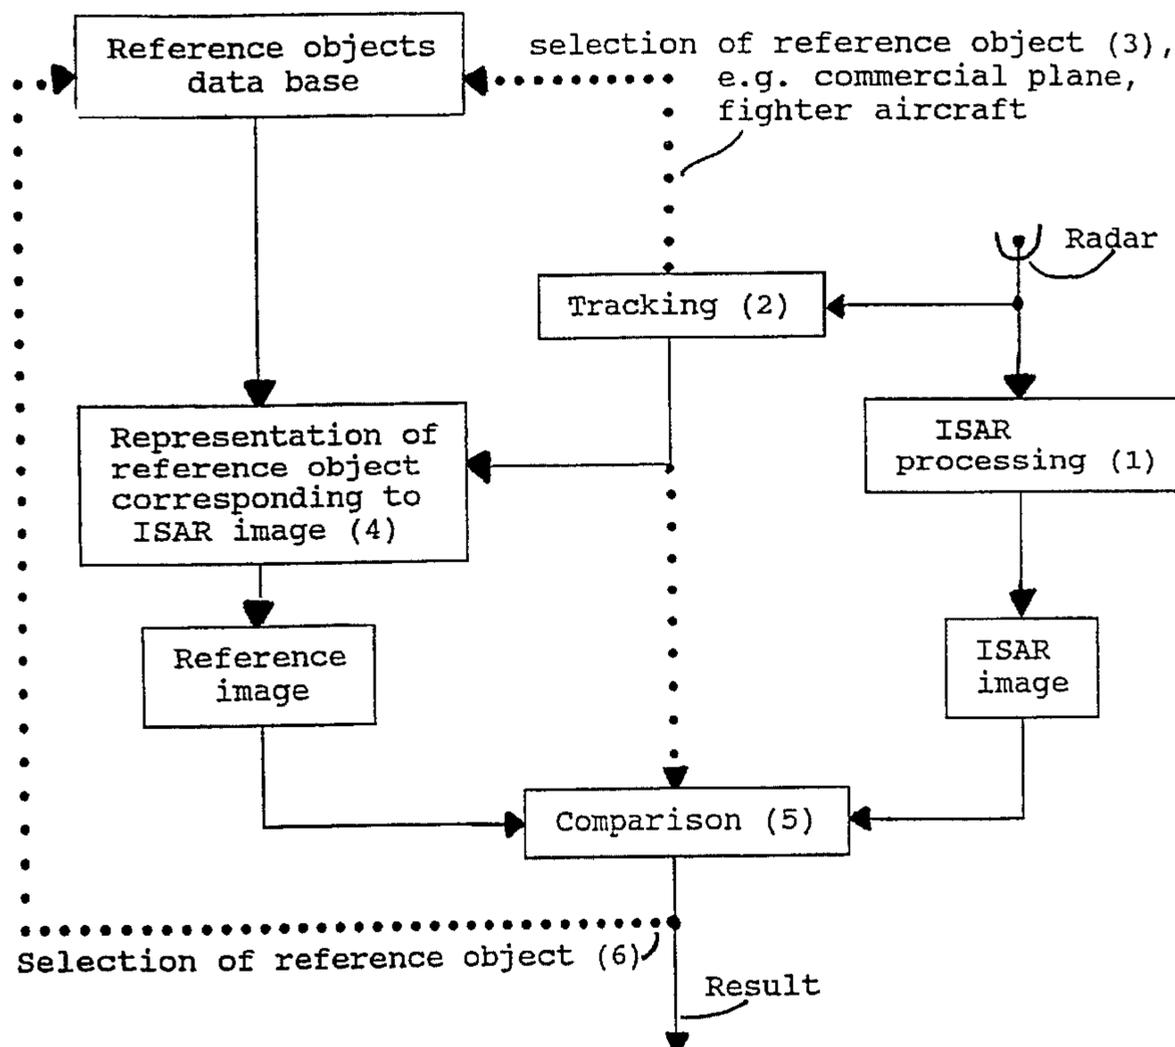 Reference objects
data base
selection of reference object (3),
e.g. commercial plane,
fighter aircraft
Radar
Tracking (2)
ISAR
processing (1)
Representation of
reference object
corresponding to
ISAR image (4)
Reference
image
ISAR
image
Comparison (5)
Selection of reference object (6)
Result